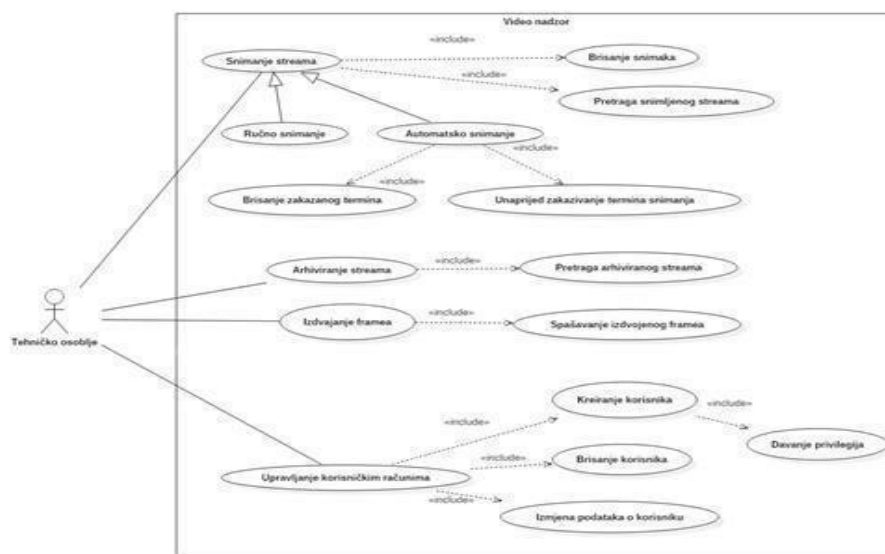 Video nadzor
«include»
Snimanje streama
Brisanje snimaka
«include»
Pretraga snimljenog streama
Ručno snimanje
Automatsko snimanje
«include»
«include»
Brisanje zakazanog termina
Unaprijed zakazivanje termina snimanja
«include»
Arhiviranje streama
Pretraga arhiviranog streama
«include»
Izdvajanje framea
Spašavanje izdvojenog framea
Tehničko osoblje
Kreiranje korisnika
«include»
«include»
Davanje privilegija
Brisanje korisnika
«include»
Upravljanje korisničkim računima
«include»
Izmjena podataka o korisniku